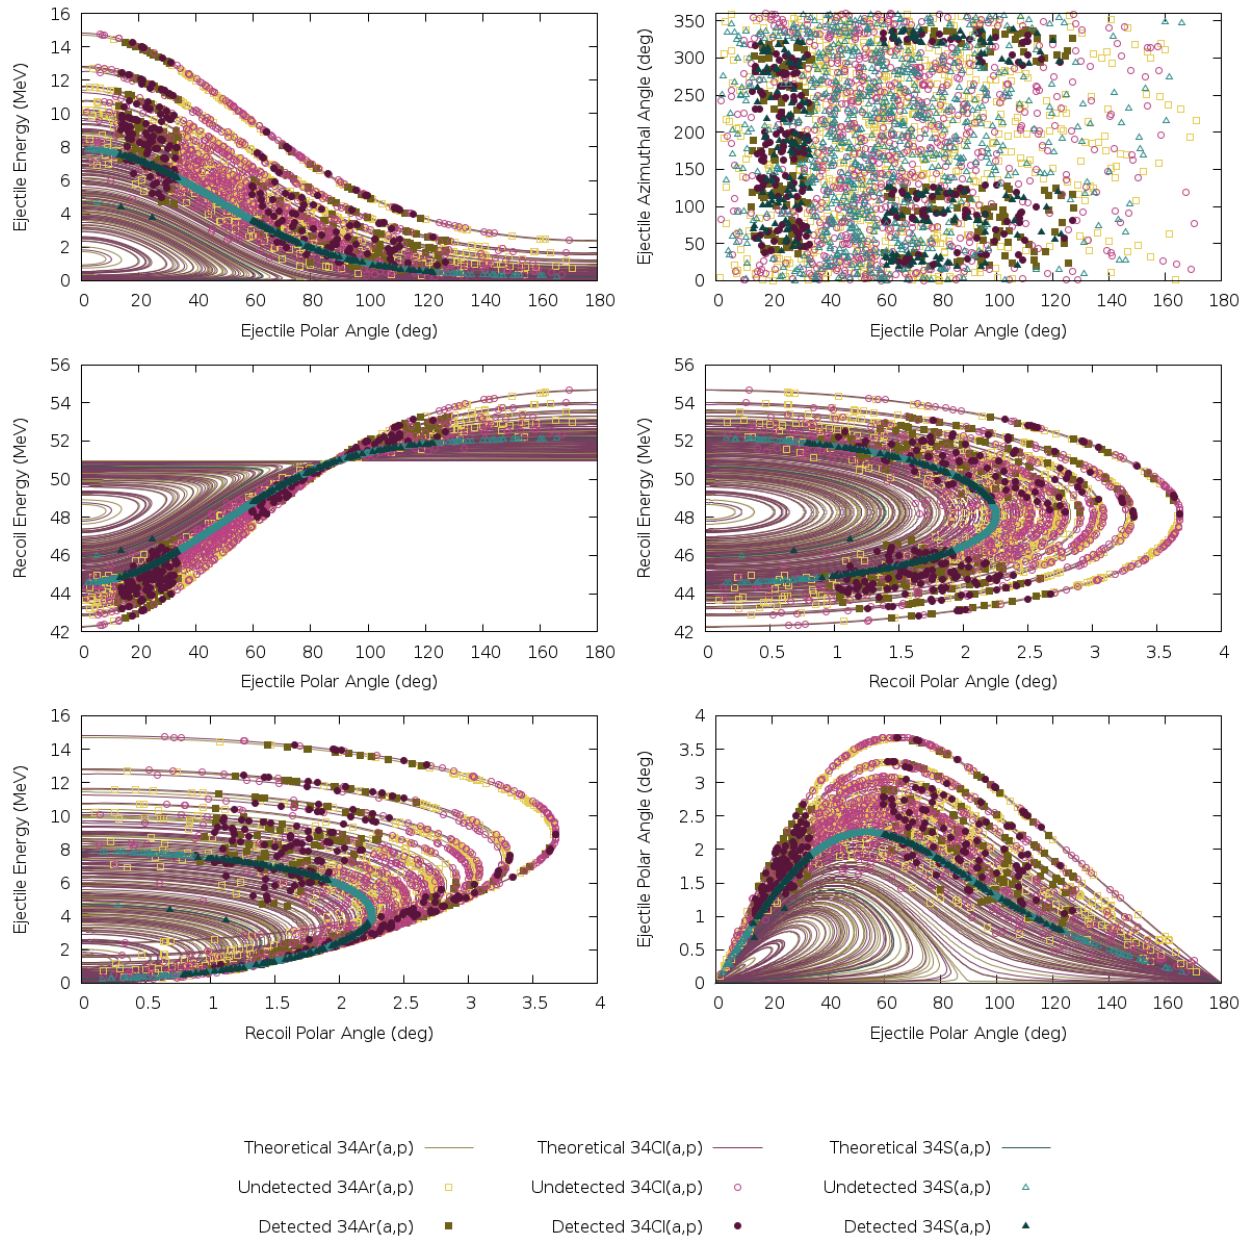 16
14
12
10
8
6
4
2
0
Ejectile Energy (MeV)
0 20 40 60 80 100 120 140 160 180
Ejectile Polar Angle (deg)
350
300
250
200
150
100
50
0
Ejectile Azimuthal Angle (deg)
0 20 40 60 80 100 120 140 160 180
Ejectile Polar Angle (deg)
56
54
52
50
48
46
44
42
Recoil Energy (MeV)
0 20 40 60 80 100 120 140 160 180
Ejectile Polar Angle (deg)
56
54
52
50
48
46
44
42
Recoil Energy (MeV)
0 0.5 1 1.5 2 2.5 3 3.5 4
Recoil Polar Angle (deg)
16
14
12
10
8
6
4
2
0
Ejectile Energy (MeV)
0 0.5 1 1.5 2 2.5 3 3.5 4
Recoil Polar Angle (deg)
4
3.5
3
2.5
2
1.5
1
0.5
0
Ejectile Polar Angle (deg)
0 20 40 60 80 100 120 140 160 180
Ejectile Polar Angle (deg)
Theoretical 34Ar(a,p) Theoretical 34Cl(a,p) Theoretical 34S(a,p)
Undetected 34Ar(a,p) Undetected 34Cl(a,p) Undetected 34S(a,p)
Detected 34Ar(a,p) Detected 34Cl(a,p) Detected 34S(a,p)